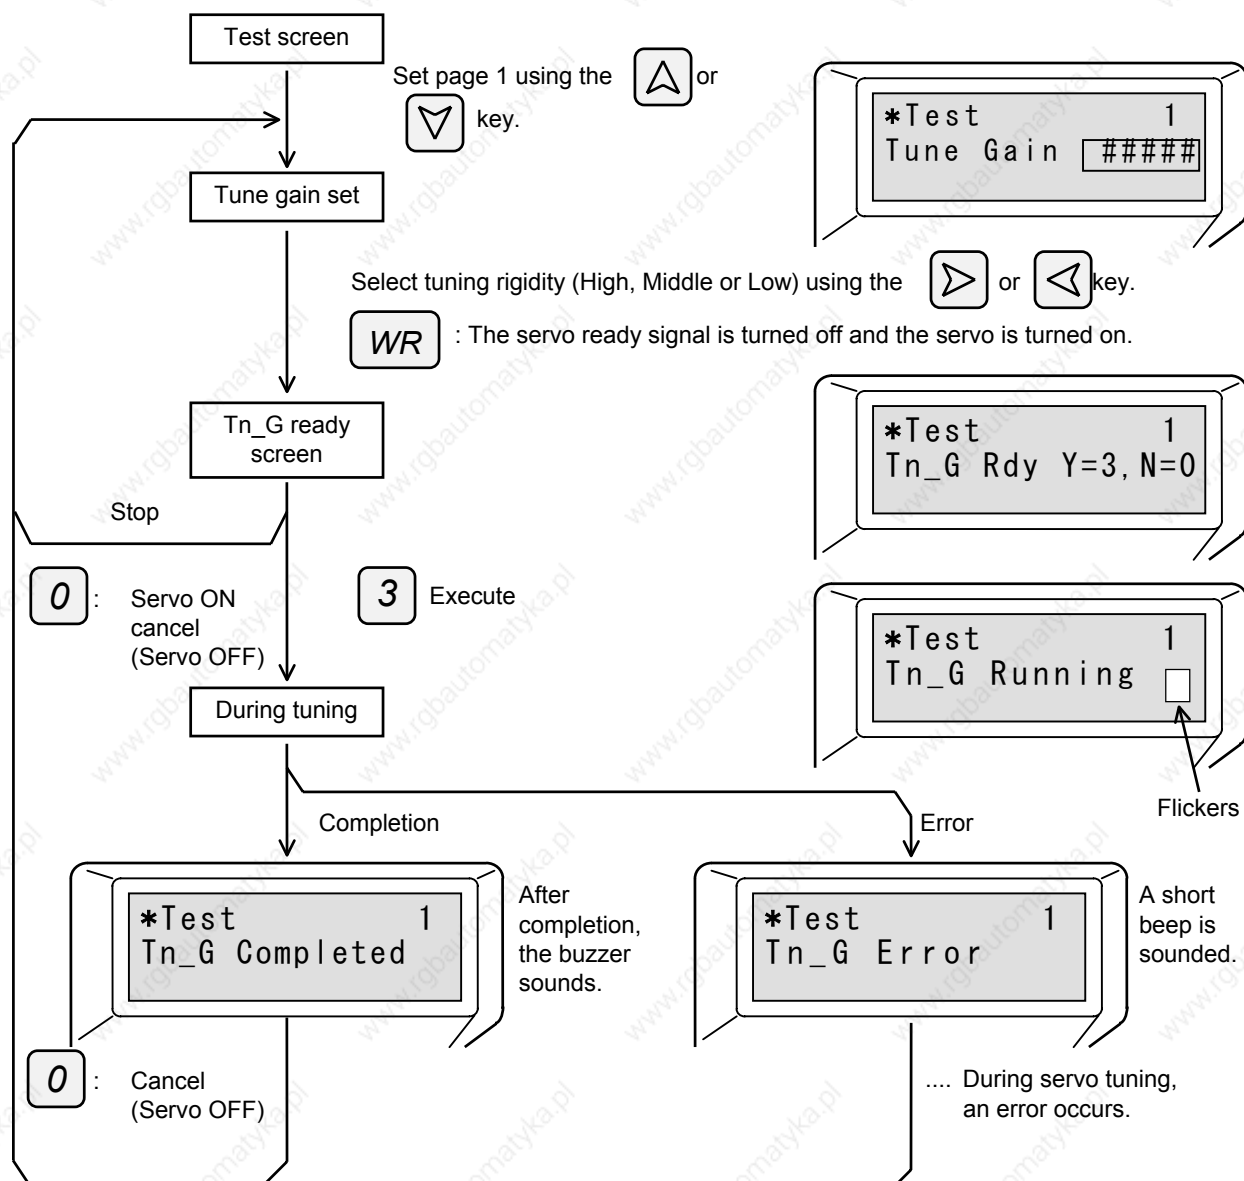 Test screen
Set page 1 using the or
key.
*Test 1
Tune Gain #####
Tune gain set
Select tuning rigidity (High, Middle or Low) using the or key.
WR : The servo ready signal is turned off and the servo is turned on.
Tn_G ready
screen
*Test 1
Tn_G Rdy Y=3, N=0
Stop
0 : Servo ON
cancel
(Servo OFF)
3 Execute
*Test 1
Tn_G Running
Flickers
During tuning
Completion
Error
*Test 1
Tn_G Completed
After
completion,
the buzzer
sounds.
*Test 1
Tn_G Error
A short
beep is
sounded.
0 : Cancel
(Servo OFF)
.... During servo tuning,
an error occurs.
www.rgbautomatyka.pl